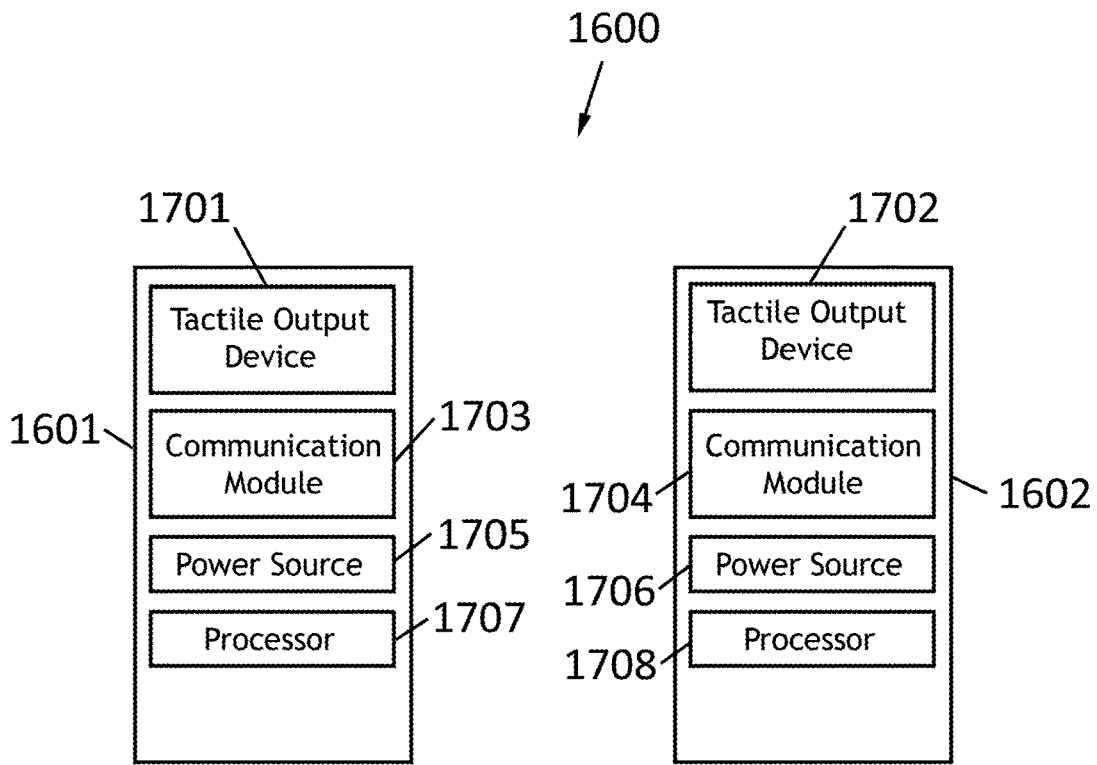 1600
1701
1702
Tactile Output
Device
Tactile Output
Device
1601
Communication
Module
1703
1704
Communication
Module
1602
Power Source
1705
1706
Power Source
Processor
1707
1708
Processor